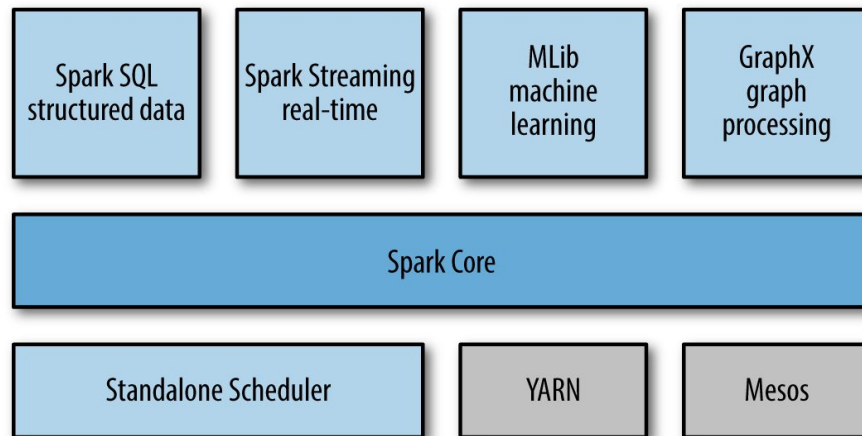 Spark SQL
structured data
Spark Streaming
real-time
MLib
machine
learning
GraphX
graph
processing
Spark Core
Standalone Scheduler
YARN
Mesos